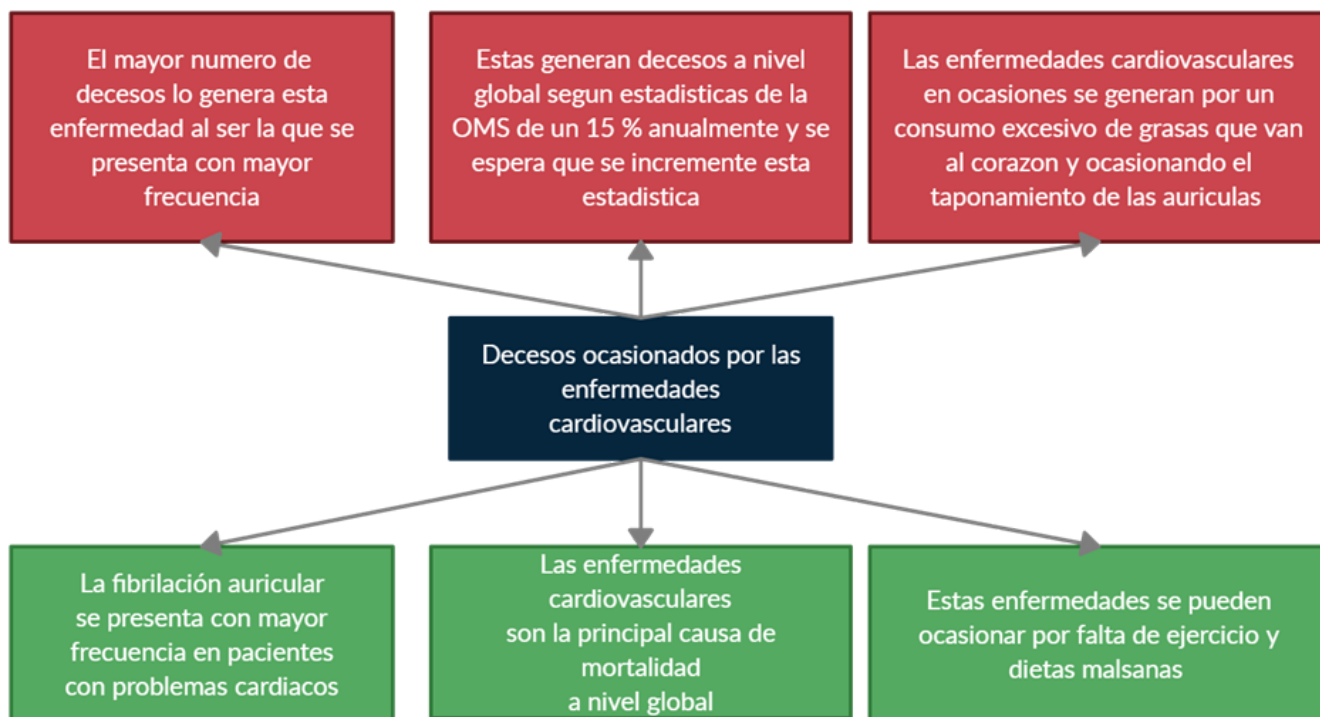 El mayor numero de
decesos lo genera esta
enfermedad al ser la que se
presenta con mayor
frecuencia
Estas generan decesos a nivel
global segun estadisticas de la
OMS de un 15 % anualmente y se
espera que se incremente esta
estadistica
Las enfermedades cardiovasculares
en ocasiones se generan por un
consumo excesivo de grasas que van
al corazon y ocasionando el
taponamiento de las auriculas
Decesos ocasionados por las
enfermedades
cardiovasculares
La fibrilación auricular
se presenta con mayor
frecuencia en pacientes
con problemas cardiacos
Las enfermedades
cardiovasculares
son la principal causa de
mortalidad
a nivel global
Estas enfermedades se pueden
ocasionar por falta de ejercicio y
dietas malsanas